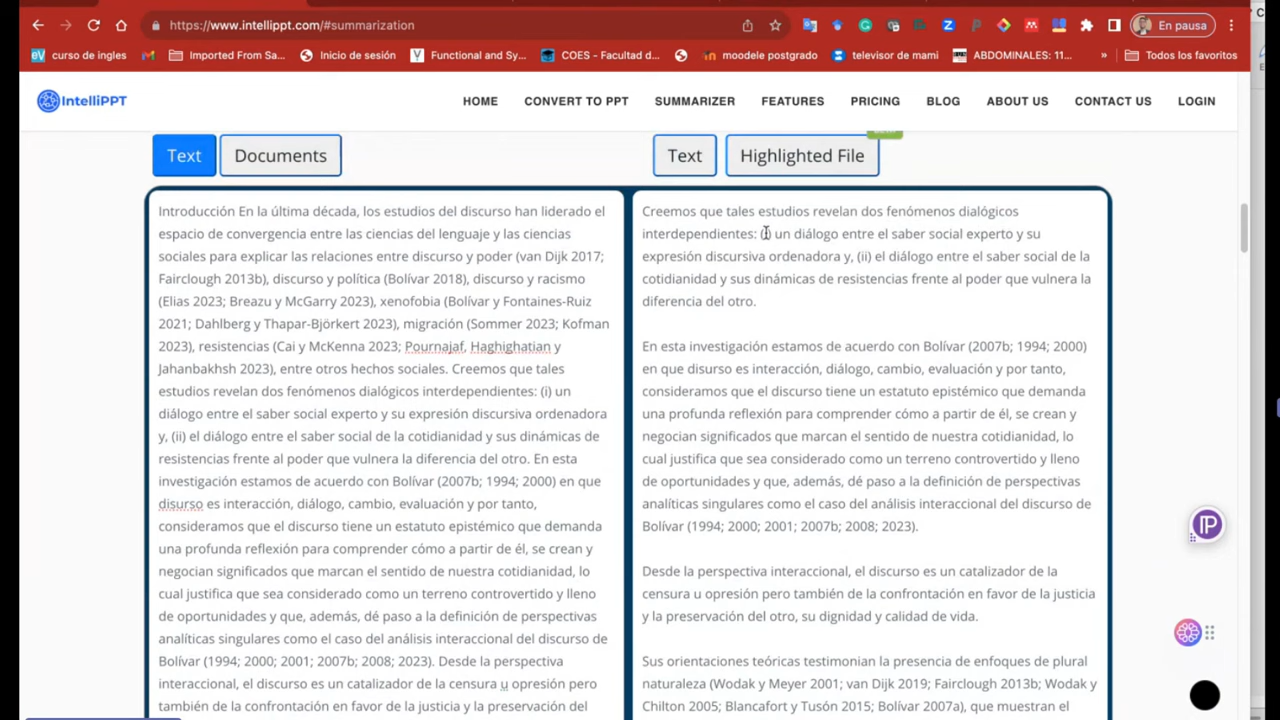 https://www.intellippt.com/#summarization
En pausa
curso de ingles
Imported From Sa...
Inicio de sesión
Functional and Sy...
COES - Facultad d...
moodele postgrado
televisor de mami
ABDOMINALES: 11...
»
Todos los favoritos
IntelliPPT
HOME
CONVERT TO PPT
SUMMARIZER
FEATURES
PRICING
BLOG
ABOUT US
CONTACT US
LOGIN
Text
Documents
Text
Highlighted File
Introducción En la última década, los estudios del discurso han liderado el
espacio de convergencia entre las ciencias del lenguaje y las ciencias
sociales para explicar las relaciones entre discurso y poder (van Dijk 2017;
Fairclough 2013b), discurso y política (Bolívar 2018), discurso y racismo
(Elias 2023; Breazu y McGarry 2023), xenofobia (Bolívar y Fontaines-Ruiz
2021; Dahlberg y Thapar-Björkert 2023), migración (Sommer 2023; Kofman
2023), resistencias (Cai y McKenna 2023; Pournajaf, Haghighatian y
Jahanbakhsh 2023), entre otros hechos sociales. Creemos que tales
estudios revelan dos fenómenos dialógicos interdependientes: (i) un
diálogo entre el saber social experto y su expresión discursiva ordenadora
y, (ii) el diálogo entre el saber social de la cotidianidad y sus dinámicas de
resistencias frente al poder que vulnera la diferencia del otro. En esta
investigación estamos de acuerdo con Bolívar (2007b; 1994; 2000) en que
disurso es interacción, diálogo, cambio, evaluación y por tanto,
consideramos que el discurso tiene un estatuto epistémico que demanda
una profunda reflexión para comprender cómo a partir de él, se crean y
negocian significados que marcan el sentido de nuestra cotidianidad, lo
cual justifica que sea considerado como un terreno controvertido y lleno
de oportunidades y que, además, dé paso a la definición de perspectivas
analíticas singulares como el caso del análisis interaccional del discurso de
Bolívar (1994; 2000; 2001; 2007b; 2008; 2023). Desde la perspectiva
interaccional, el discurso es un catalizador de la censura u opresión pero
también de la confrontación en favor de la justicia y la preservación del
Creemos que tales estudios revelan dos fenómenos dialógicos
interdependientes: (i) un diálogo entre el saber social experto y su
expresión discursiva ordenadora y, (ii) el diálogo entre el saber social de la
cotidianidad y sus dinámicas de resistencias frente al poder que vulnera la
diferencia del otro.
En esta investigación estamos de acuerdo con Bolívar (2007b; 1994; 2000)
en que disurso es interacción, diálogo, cambio, evaluación y por tanto,
consideramos que el discurso tiene un estatuto epistémico que demanda
una profunda reflexión para comprender cómo a partir de él, se crean y
negocian significados que marcan el sentido de nuestra cotidianidad, lo
cual justifica que sea considerado como un terreno controvertido y lleno
de oportunidades y que, además, dé paso a la definición de perspectivas
analíticas singulares como el caso del análisis interaccional del discurso de
Bolívar (1994; 2000; 2001; 2007b; 2008; 2023).
Desde la perspectiva interaccional, el discurso es un catalizador de la
censura u opresión pero también de la confrontación en favor de la justicia
y la preservación del otro, su dignidad y calidad de vida.
Sus orientaciones teóricas testimonian la presencia de enfoques de plural
naturaleza (Wodak y Meyer 2001; van Dijk 2019; Fairclough 2013b; Wodak y
Chilton 2005; Blancafort y Tusón 2015; Bolívar 2007a), que muestran el